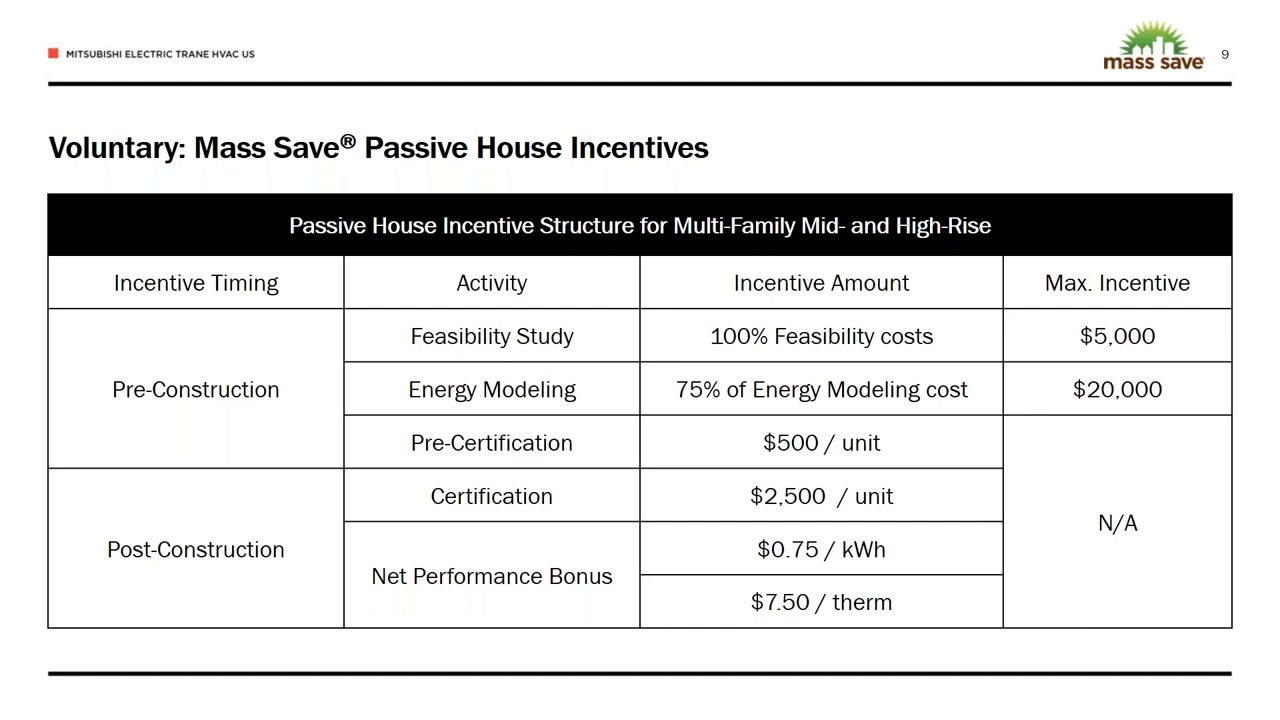 MITSUBISHI ELECTRIC TRANE HVAC US
mass save®
9
Voluntary: Mass Save® Passive House Incentives
Passive House Incentive Structure for Multi-Family Mid- and High-Rise
Incentive Timing Activity Incentive Amount Max. Incentive
Pre-Construction
Feasibility Study 100% Feasibility costs $5,000
Energy Modeling 75% of Energy Modeling cost $20,000
Pre-Certification $500 / unit
N/A
Post-Construction
Certification $2,500 / unit
Net Performance Bonus
$0.75 / kWh
$7.50 / therm